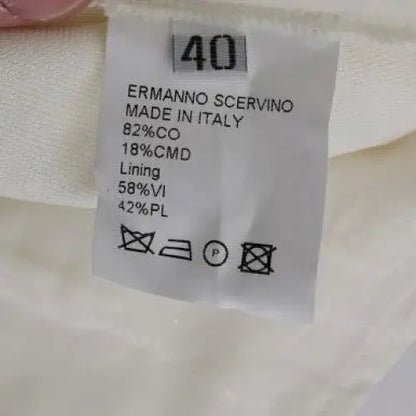 40
ERMANNO SCERVINO
MADE IN ITALY
82%CO
18%CMD
Lining
58%VI
42%PL
P